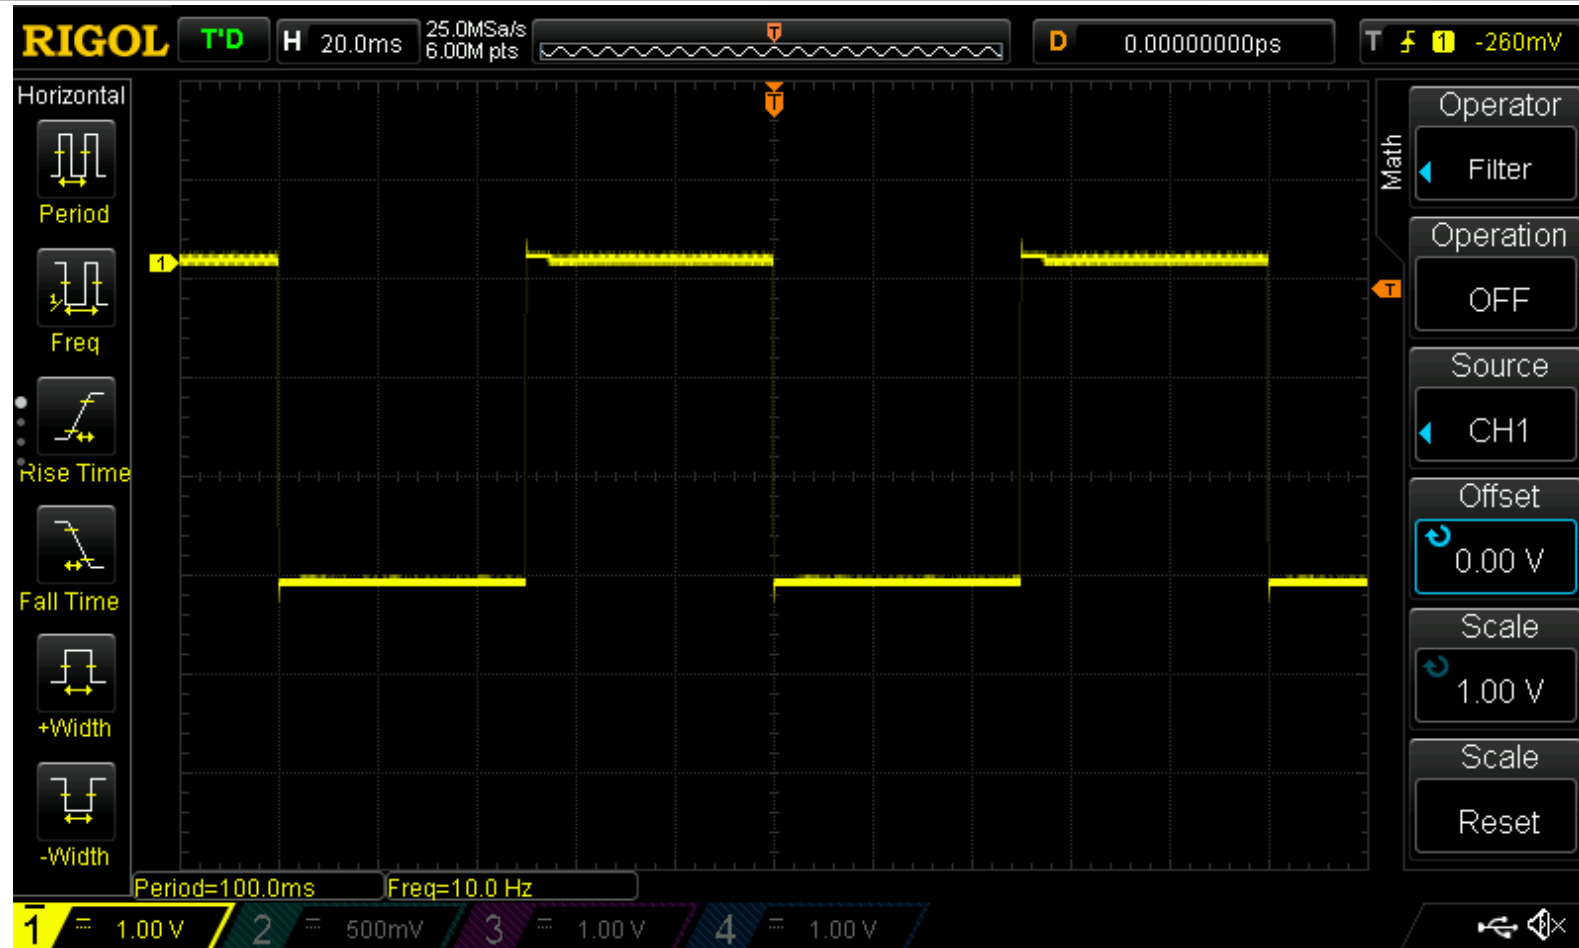 RIGOL T'D H 20.0ms 25.0MSa/s 6.00M pts T D 0.00000000ps T 1 -260mV
Horizontal
Period
Freq
Rise Time
Fall Time
+Width
-Width
T
1
T
Math
Operator
Filter
Operation
OFF
Source
CH1
Offset
0.00 V
Scale
1.00 V
Scale
Reset
Period=100.0ms Freq=10.0 Hz
1 = 1.00 V 2 = 500mV 3 = 1.00 V 4 = 1.00 V